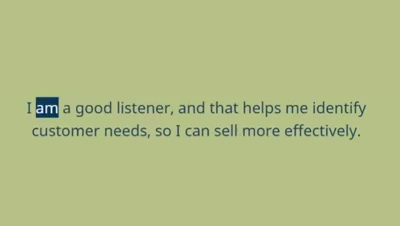 I am a good listener, and that helps me identify
customer needs, so I can sell more effectively.